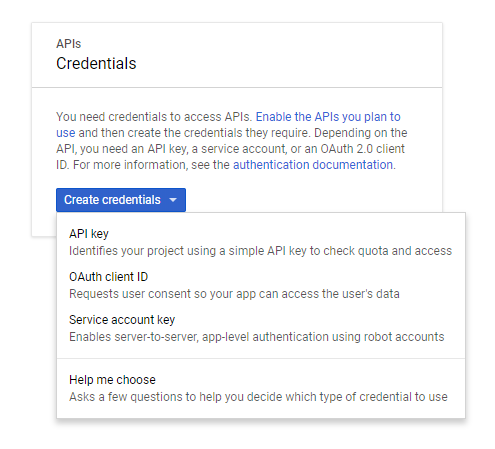 APIs
Credentials
You need credentials to access APIs. Enable the APIs you plan to
use and then create the credentials they require. Depending on the
API, you need an API key, a service account, or an OAuth 2.0 client
ID. For more information, see the authentication documentation.
Create credentials
API key
Identifies your project using a simple API key to check quota and access
OAuth client ID
Requests user consent so your app can access the user's data
Service account key
Enables server-to-server, app-level authentication using robot accounts
Help me choose
Asks a few questions to help you decide which type of credential to use